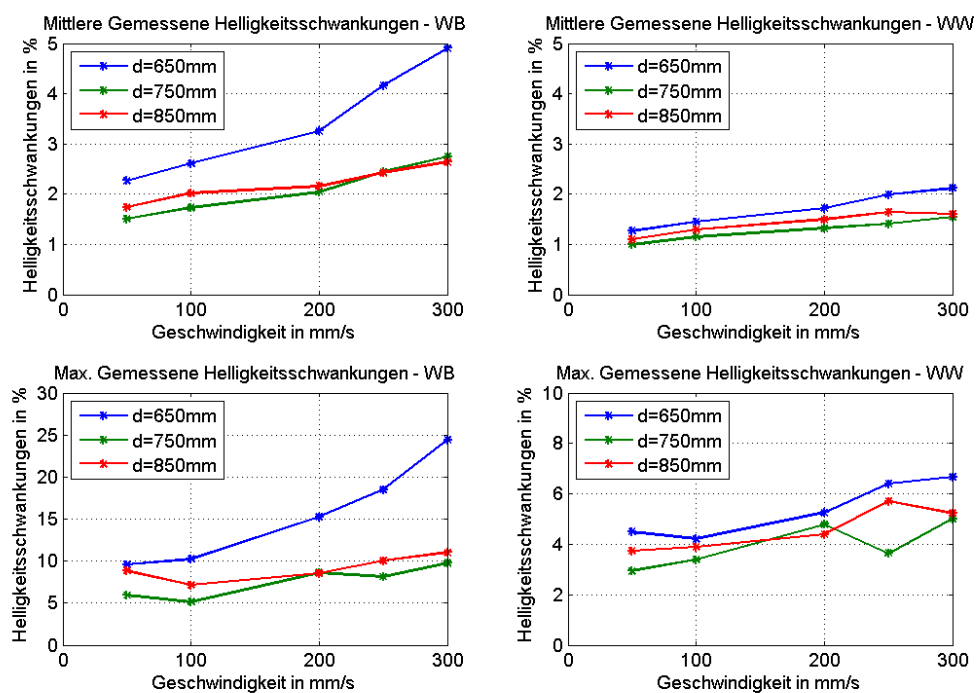 Mittlere Gemessene Helligkeitsschwankungen - WB
Helligkeitsschwankungen in %
5
4
3
2
1
0
d=650mm
d=750mm
d=850mm
0 100 200 300
Geschwindigkeit in mm/s
Mittlere Gemessene Helligkeitsschwankungen - WW
Helligkeitsschwankungen in %
5
4
3
2
1
0
d=650mm
d=750mm
d=850mm
0 100 200 300
Geschwindigkeit in mm/s
Max. Gemessene Helligkeitsschwankungen - WB
Helligkeitsschwankungen in %
30
25
20
15
10
5
0
d=650mm
d=750mm
d=850mm
0 100 200 300
Geschwindigkeit in mm/s
Max. Gemessene Helligkeitsschwankungen - WW
Helligkeitsschwankungen in %
10
8
6
4
2
0
d=650mm
d=750mm
d=850mm
0 100 200 300
Geschwindigkeit in mm/s